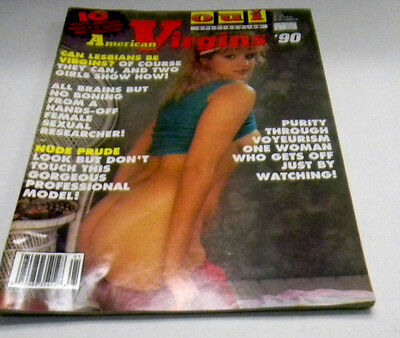 10
oui
American Virgins '90
CAN LESBIANS BE
VIRGINS? OF COURSE
THEY CAN, AND TWO
GIRLS SHOW HOW!
ALL BRAINS BUT
NO BONING
FROM A
HANDS-OFF
FEMALE
SEXUAL
RESEARCHER!
NUDE PRUDE
LOOK BUT DON'T
TOUCH THIS
GORGEOUS
PROFESSIONAL
MODEL!
PURITY
THROUGH
VOYEURISM
ONE WOMAN
WHO GETS OFF
JUST BY
WATCHING!